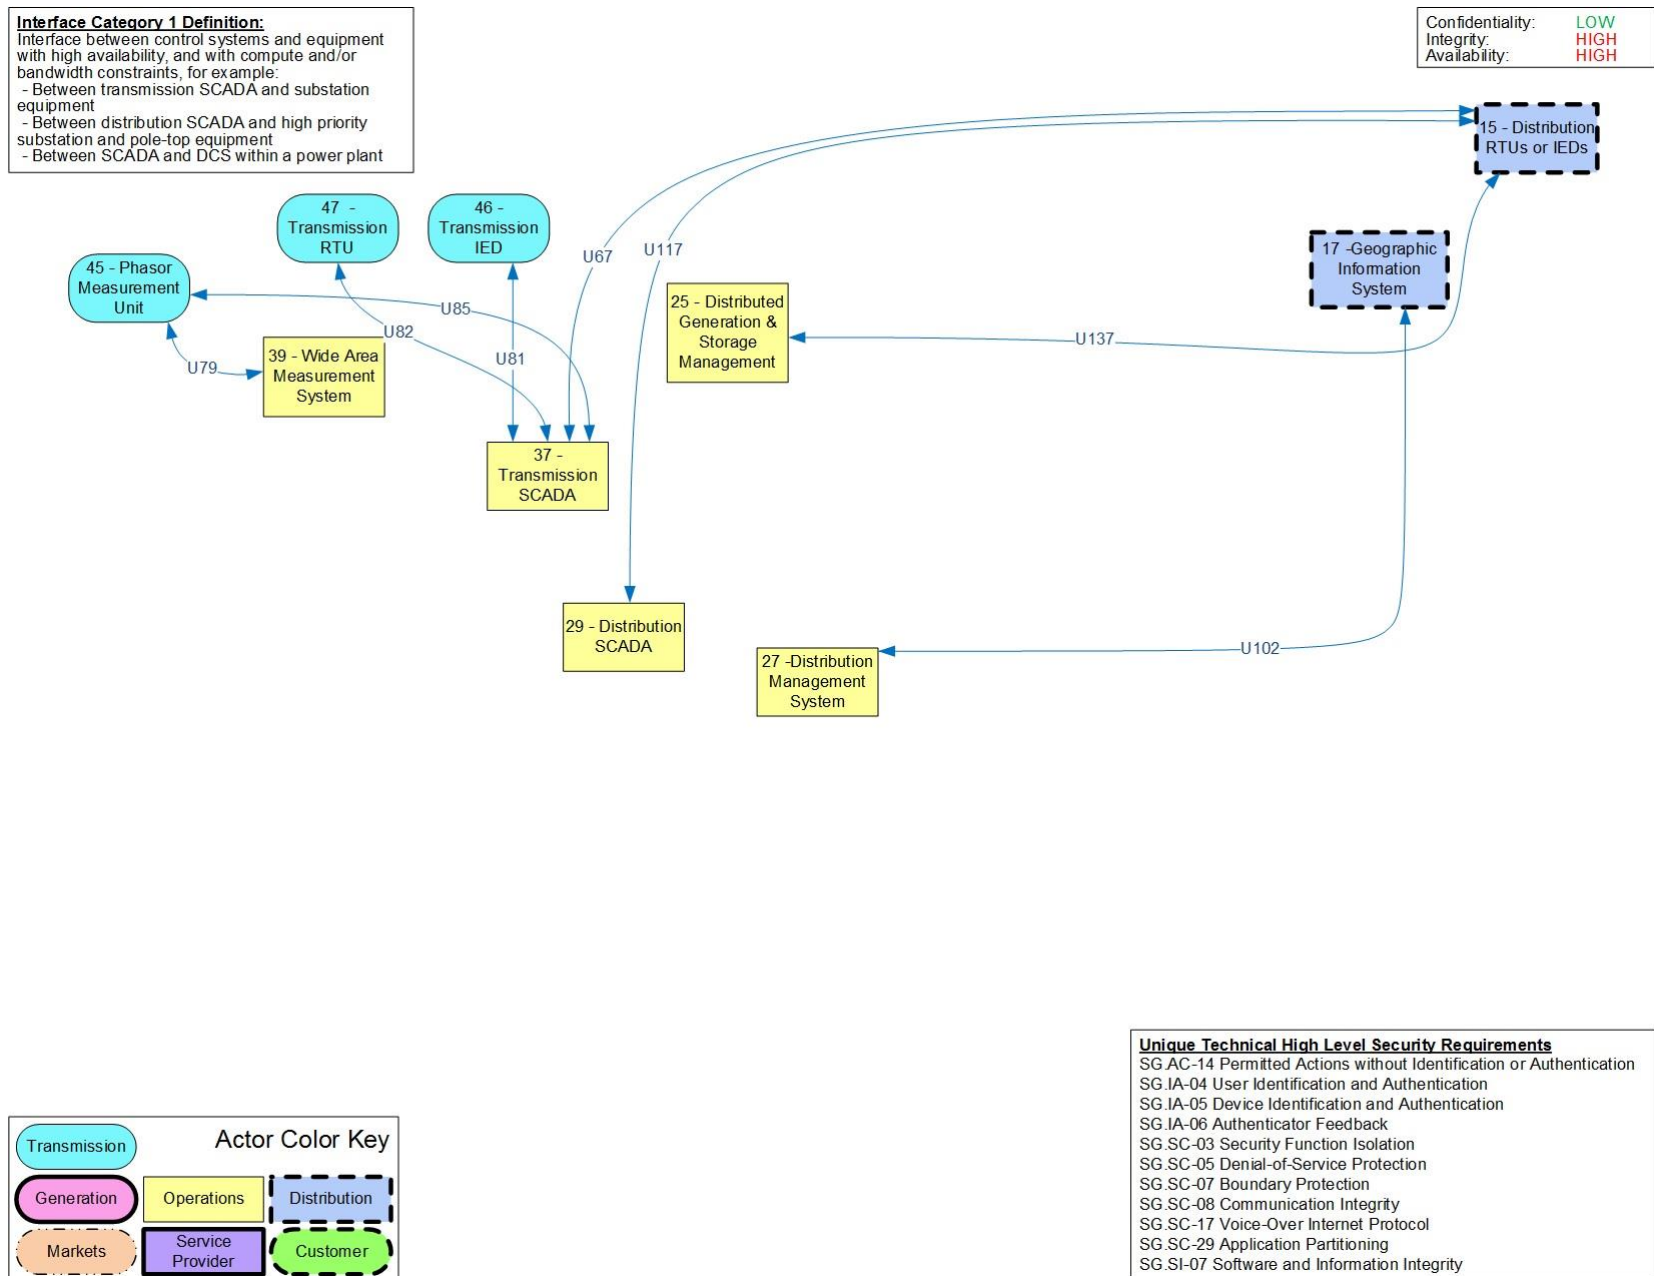 Interface Category 1 Definition:
Interface between control systems and equipment
with high availability, and with compute and/or
bandwidth constraints, for example:
- Between transmission SCADA and substation
equipment
- Between distribution SCADA and high priority
substation and pole-top equipment
- Between SCADA and DCS within a power plant
Confidentiality: LOW
Integrity: HIGH
Availability: HIGH
15 - Distribution
RTUs or IEDs
47 -
Transmission
RTU
46 -
Transmission
IED
U67
U117
17 -Geographic
Information
System
45 - Phasor
Measurement
Unit
U85
25 - Distributed
Generation &
Storage
Management
U82
U137
U79
39 - Wide Area
Measurement
System
U81
37 -
Transmission
SCADA
29 - Distribution
SCADA
27 -Distribution
Management
System
U102
Unique Technical High Level Security Requirements
SG.AC-14 Permitted Actions without Identification or Authentication
SG.IA-04 User Identification and Authentication
SG.IA-05 Device Identification and Authentication
SG.IA-06 Authenticator Feedback
SG.SC-03 Security Function Isolation
SG.SC-05 Denial-of-Service Protection
SG.SC-07 Boundary Protection
SG.SC-08 Communication Integrity
SG.SC-17 Voice-Over Internet Protocol
SG.SC-29 Application Partitioning
SG.SI-07 Software and Information Integrity
Actor Color Key
Transmission
Generation
Operations
Distribution
Markets
Service
Provider
Customer